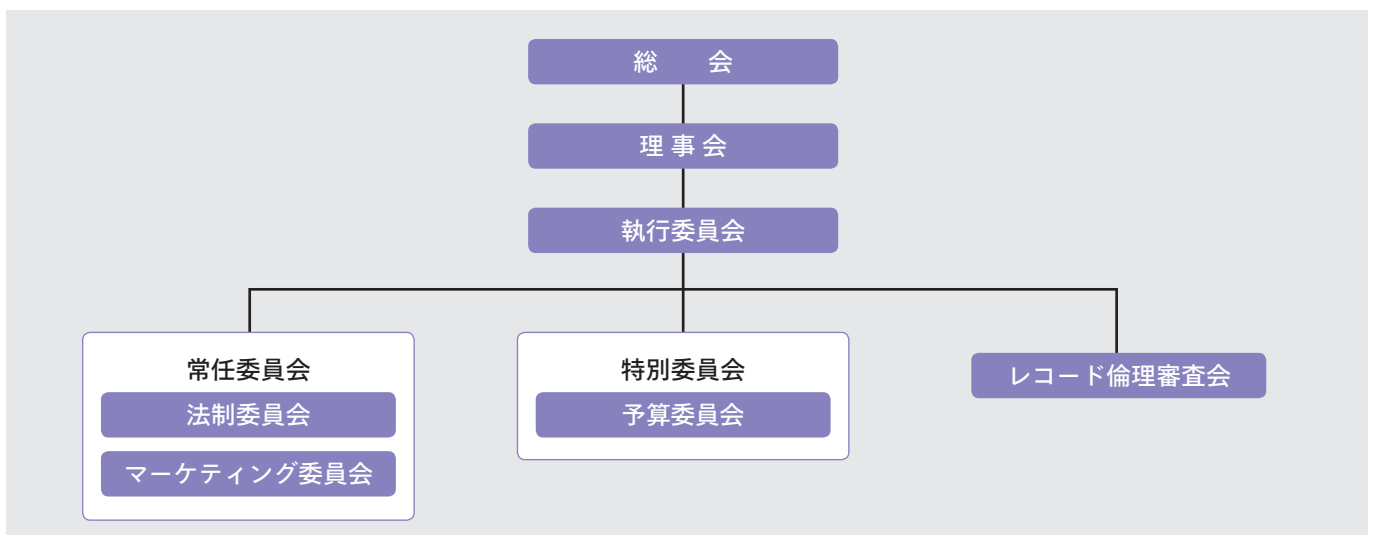 総　会
理事会
執行委員会
常任委員会
法制委員会
マーケティング委員会
特別委員会
予算委員会
レコード倫理審査会